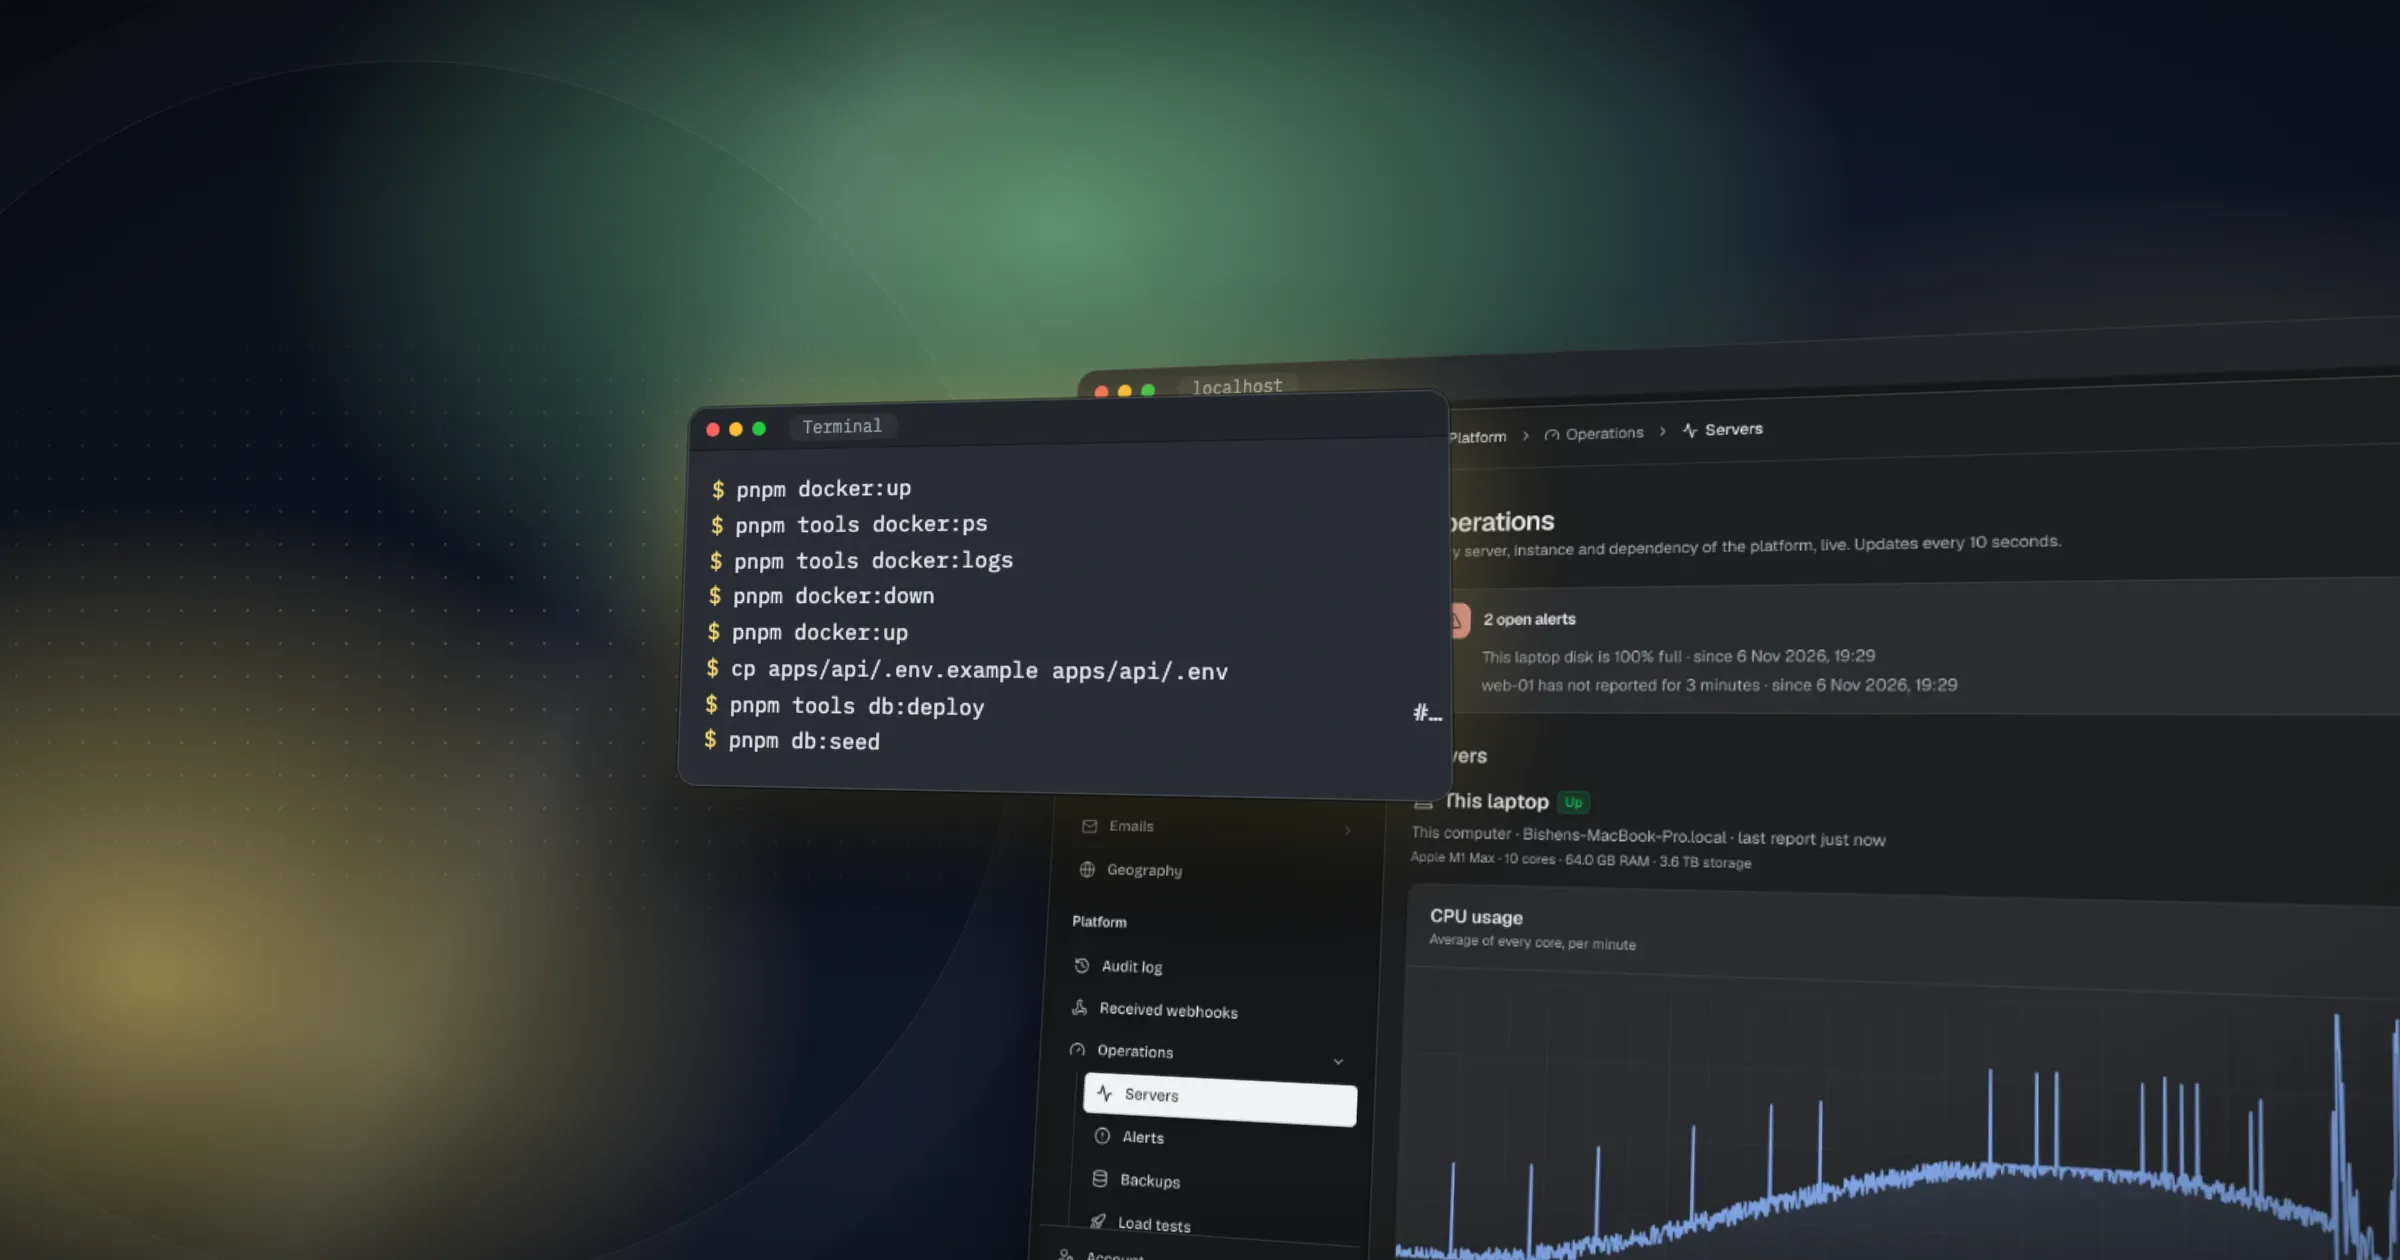 localhost
Terminal
$ pnpm docker:up
$ pnpm tools docker:ps
$ pnpm tools docker:logs
$ pnpm docker:down
$ pnpm docker:up
$ cp apps/api/.env.example apps/api/.env
$ pnpm tools db:deploy #…
$ pnpm db:seed
Platform > Operations > Servers
perations
server, instance and dependency of the platform, live. Updates every 10 seconds.
2 open alerts
This laptop disk is 100% full · since 6 Nov 2026, 19:29
web-01 has not reported for 3 minutes · since 6 Nov 2026, 19:29
vers
This laptop Up
This computer · Bishens-MacBook-Pro.local · last report just now
Apple M1 Max · 10 cores · 64.0 GB RAM · 3.6 TB storage
CPU usage
Average of every core, per minute
Emails
Geography
Platform
Audit log
Received webhooks
Operations
Servers
Alerts
Backups
Load tests
Account